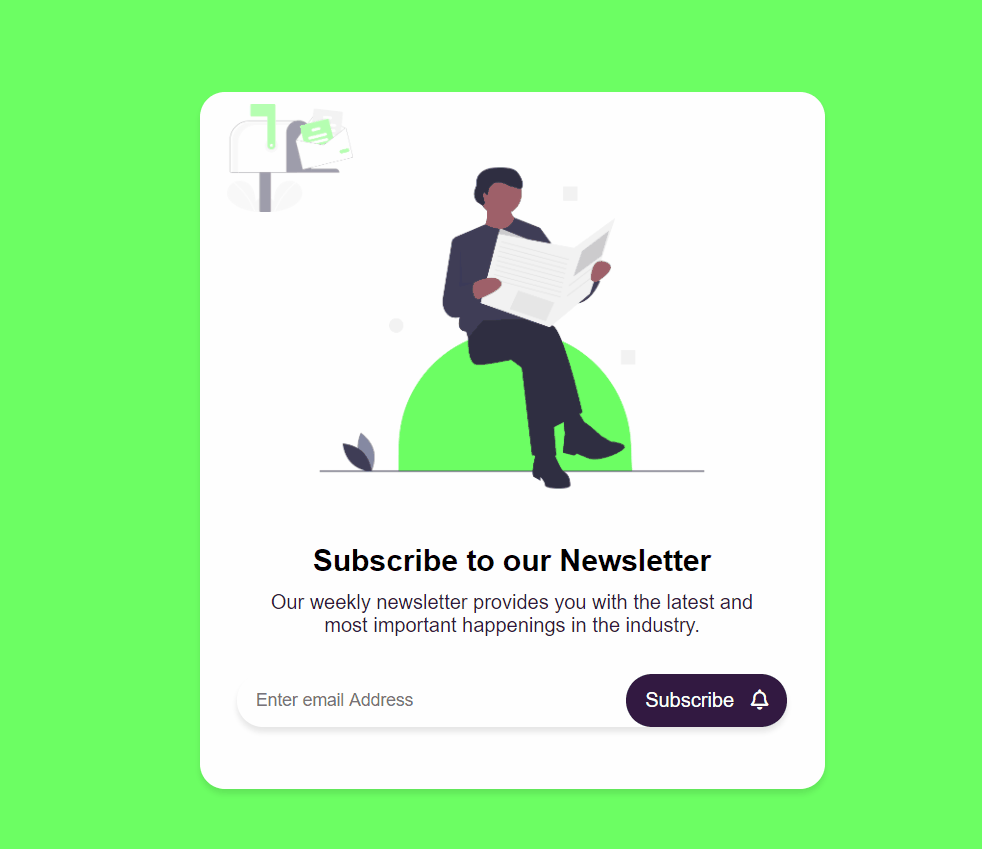 Subscribe to our Newsletter
Our weekly newsletter provides you with the latest and
most important happenings in the industry.
Enter email Address
Subscribe